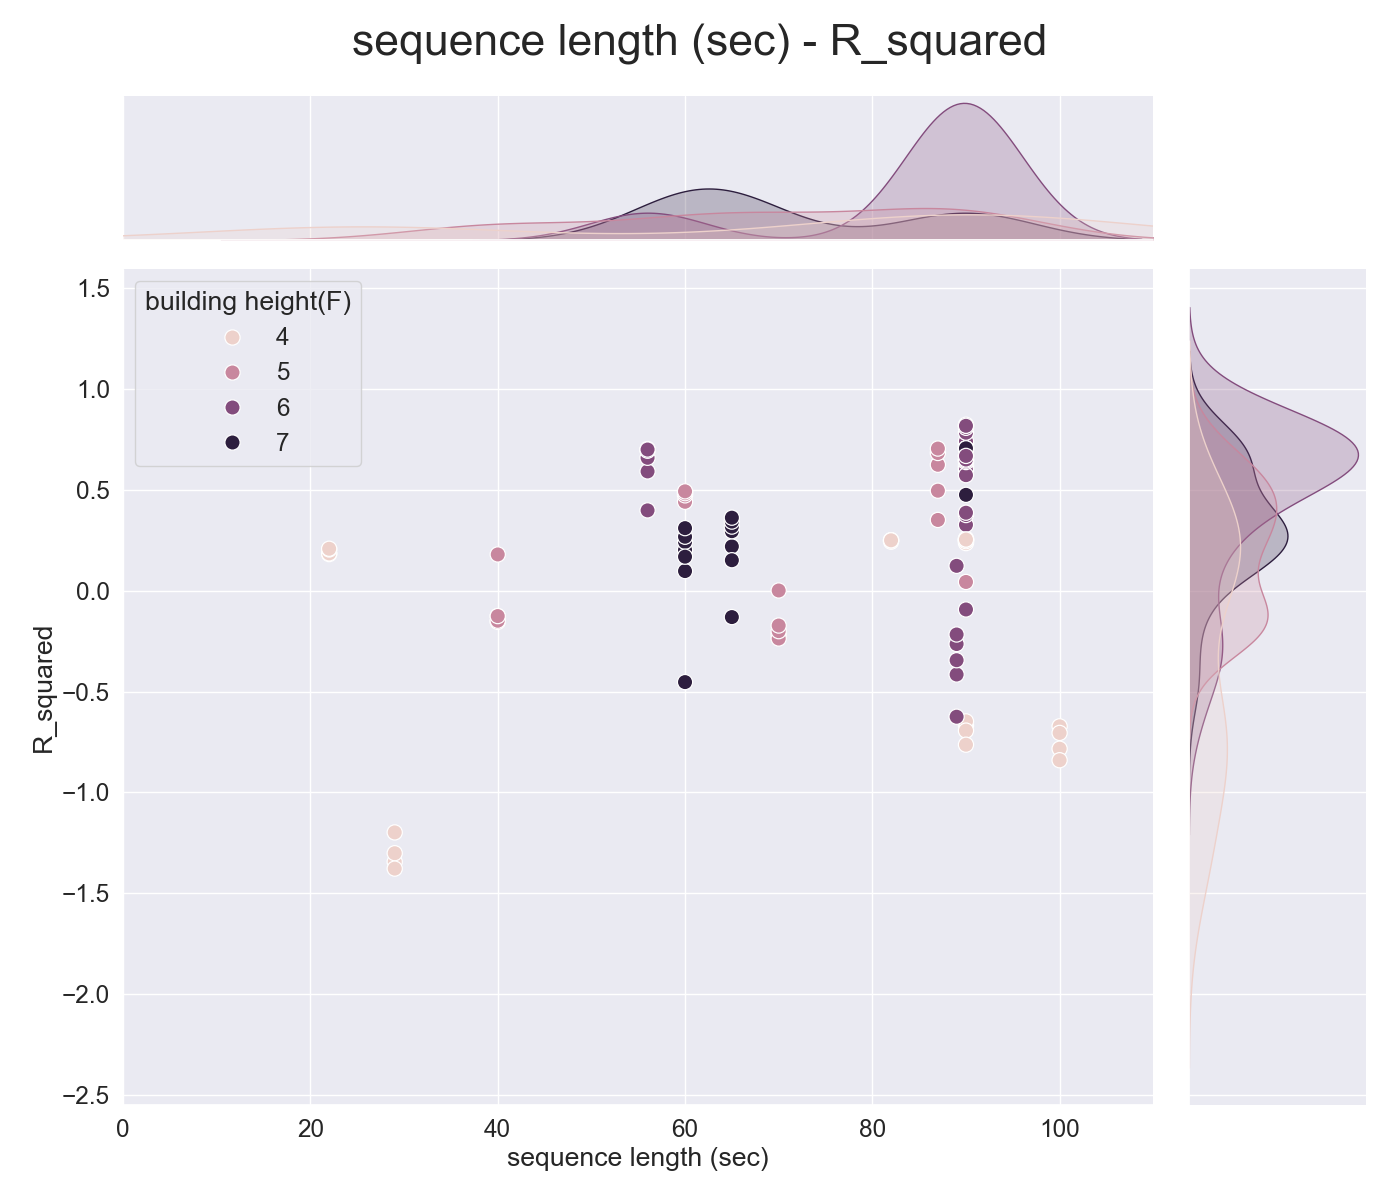 sequence length (sec) - R_squared
building height(F)
4
5
6
7
1.5
1.0
0.5
0.0
−0.5
−1.0
−1.5
−2.0
−2.5
R_squared
0 20 40 60 80 100
sequence length (sec)